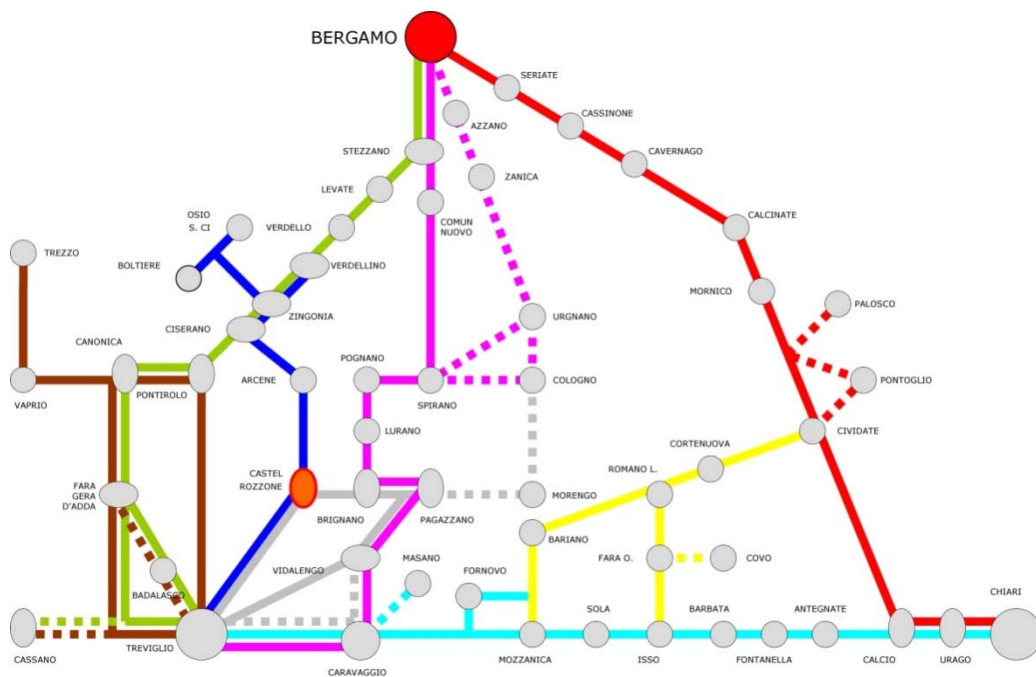 BERGAMO
SERIATE
CASSINONE
AZZANO
STEZZANO
CAVERNAGO
ZANICA
LEVATE
OSIO
S. CI
VERDELLO
COMUN
NUOVO
CALCINATE
TREZZO
BOLTIERE
VERDELLINO
MORNICO
PALOSCO
ZINGONIA
URGNANO
CISERANO
CANONICA
POGNANO
ARCENE
COLOGNO
PONTOGLIO
VAPRIO
PONTIROLO
SPIRANO
LURANO
CIVIDATE
CORTENUOVA
ROMANO L.
CASTEL
ROZZONE
FARA
GERA
D'ADDA
MORENGO
BRIGNANO
PAGAZZANO
BARIANO
MASANO
FARA O.
COVO
VIDALENGO
FORNOVO
BADALASCO
CHIARI
SOLA
BARBATA
ANTEGNATE
CASSANO
TREVIGLIO
CARAVAGGIO
MOZZANICA
ISSO
FONTANELLA
CALCIO
URAGO